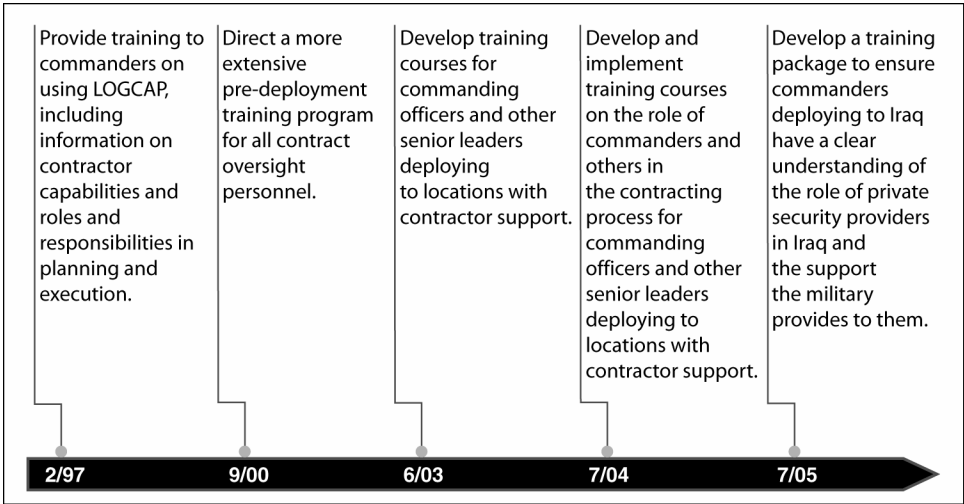 Provide training to
commanders on
using LOGCAP,
including
information on
contractor
capabilities and
roles and
responsibilities in
planning and
execution.
Direct a more
extensive
pre-deployment
training program
for all contract
oversight
personnel.
Develop training
courses for
commanding
officers and other
senior leaders
deploying
to locations with
contractor support.
Develop and
implement
training courses
on the role of
commanders and
others in
the contracting
process for
commanding
officers and other
senior leaders
deploying to
locations with
contractor support.
Develop a training
package to ensure
commanders
deploying to Iraq
have a clear
understanding of
the role of private
security providers
in Iraq and
the support
the military
provides to them.
2/97
9/00
6/03
7/04
7/05